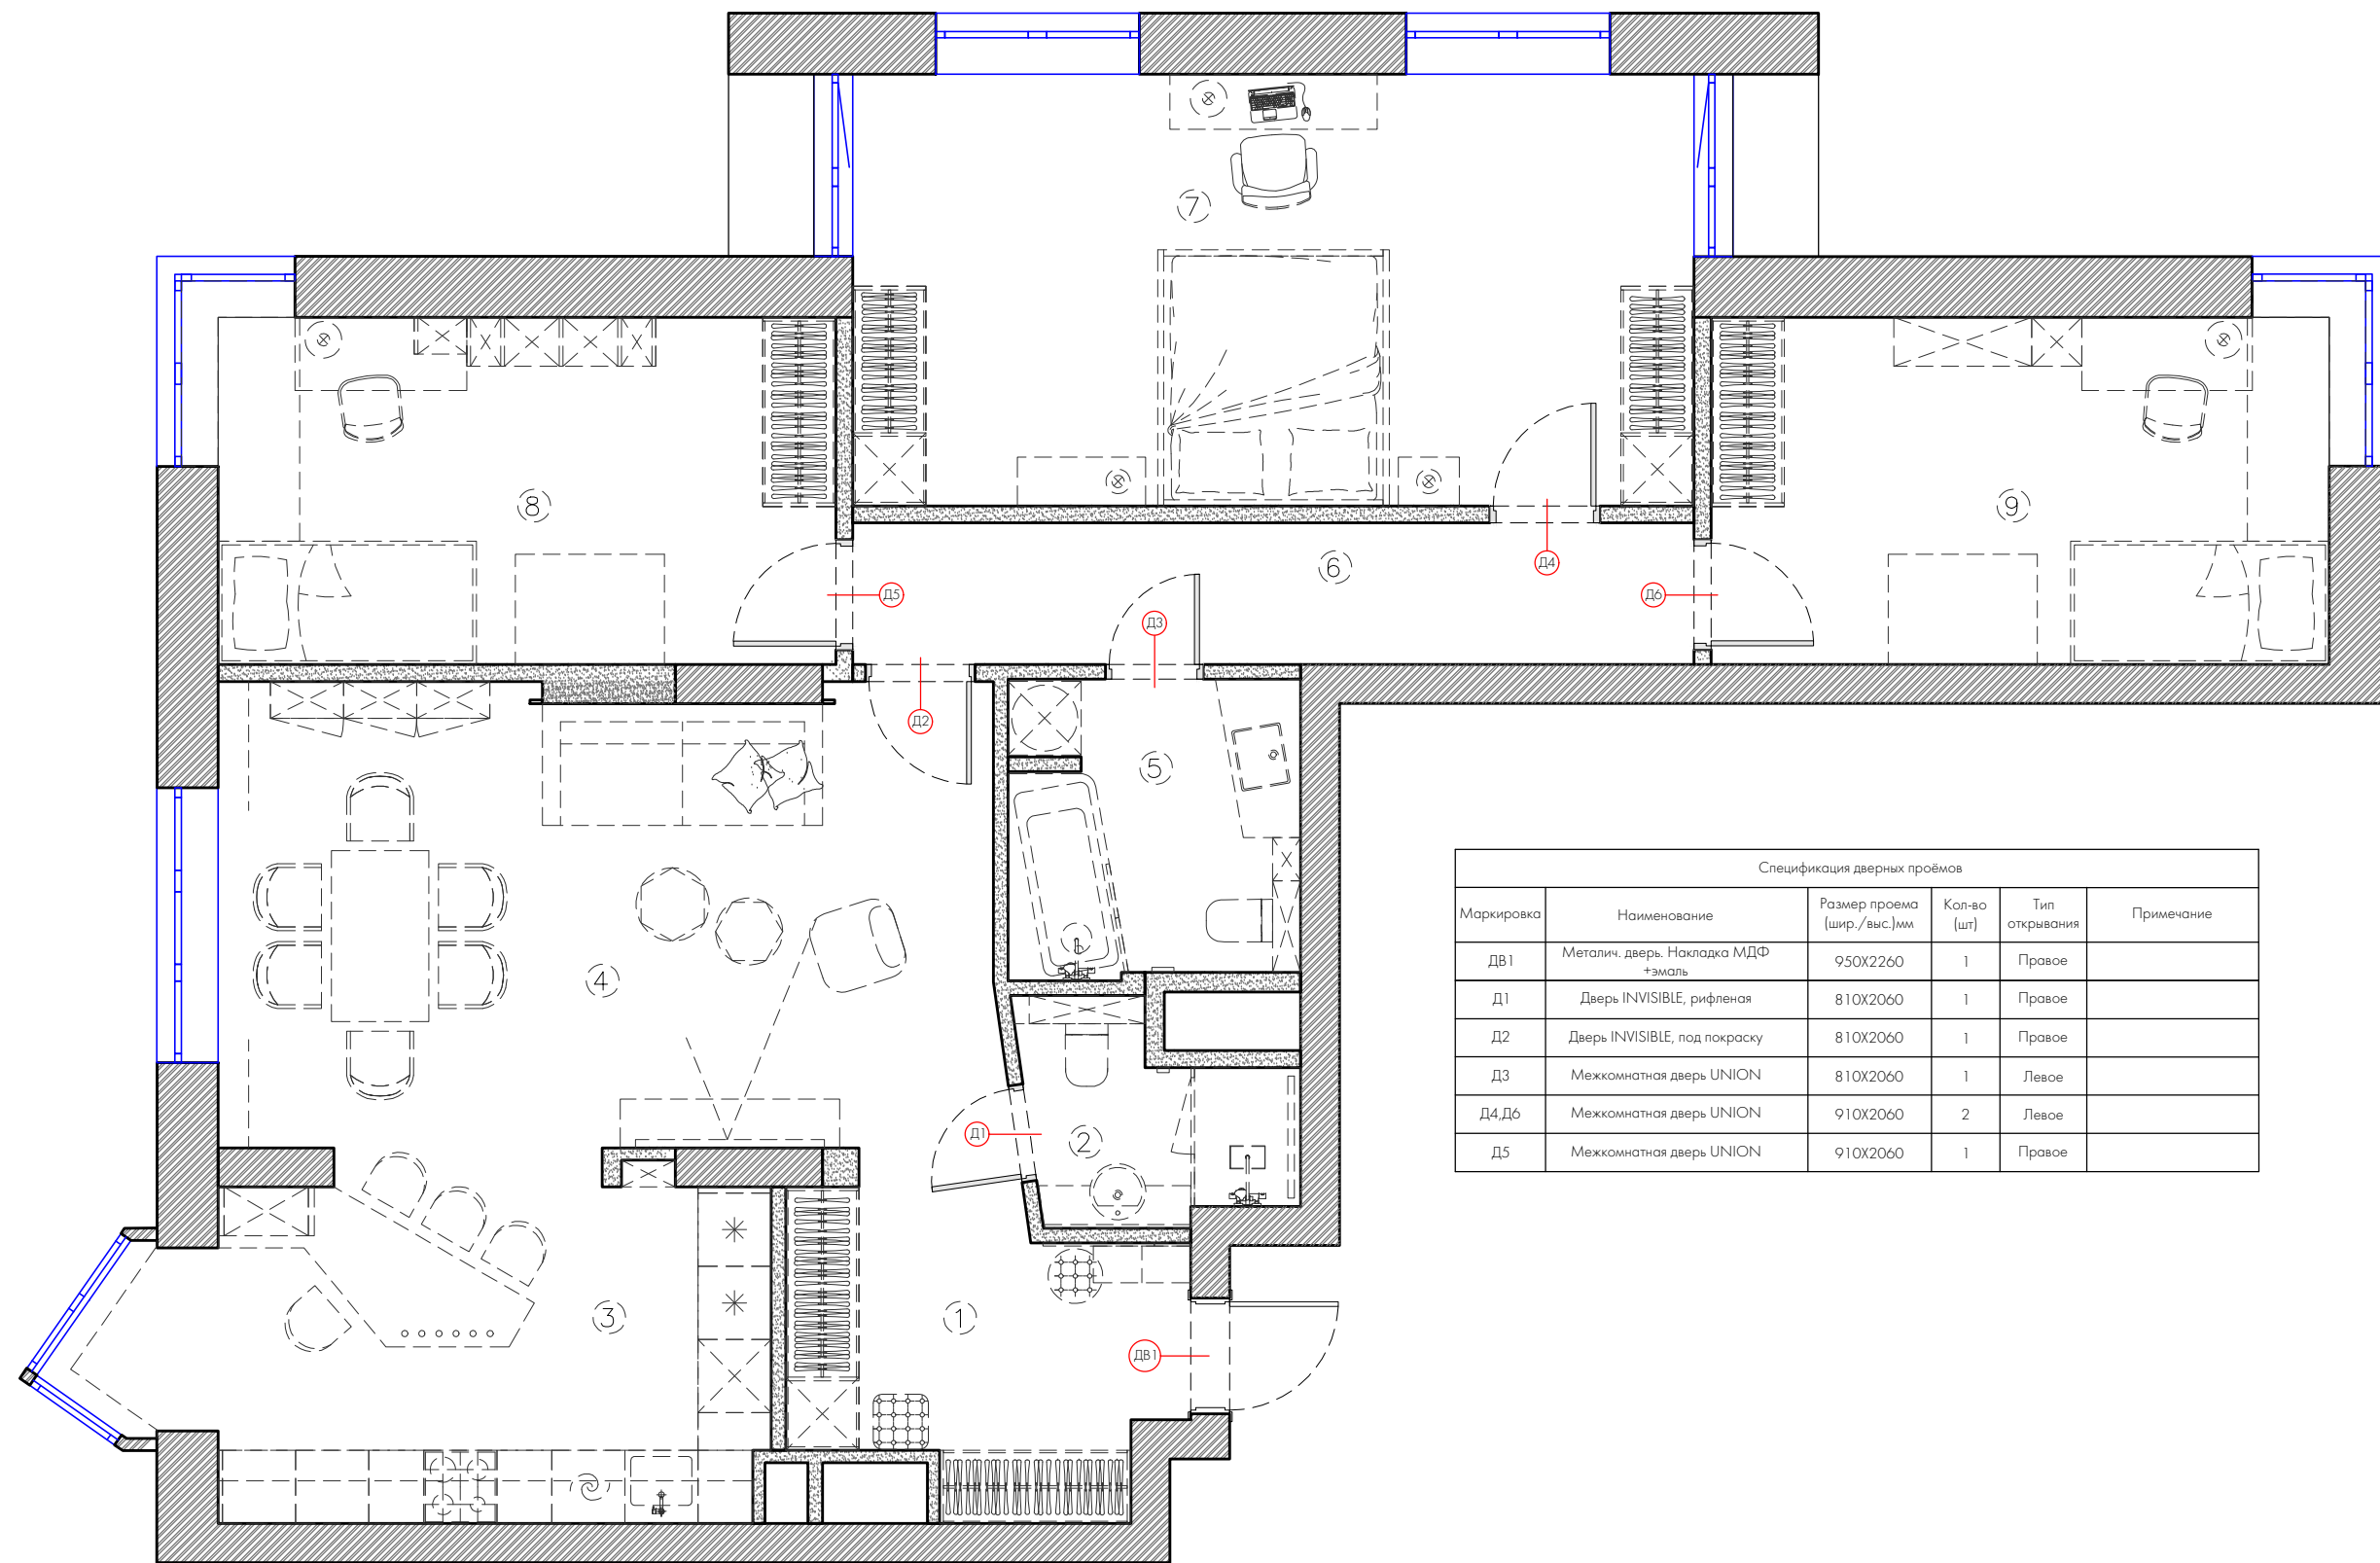 7
8
9
6
Д4
Д5
Д6
Д3
Д2
5
4
Д1
2
3
1
ДВ1
Спецификация дверных проёмов
Маркировка Наименование Размер проема (шир./выс.)мм Кол-во (шт) Тип открывания Примечание
ДВ1 Металич. дверь. Накладка МДФ +эмаль 950Х2260 1 Правое
Д1 Дверь INVISIBLE, рифленая 810Х2060 1 Правое
Д2 Дверь INVISIBLE, под покраску 810Х2060 1 Правое
Д3 Межкомнатная дверь UNION 810Х2060 1 Левое
Д4,Д6 Межкомнатная дверь UNION 910Х2060 2 Левое
Д5 Межкомнатная дверь UNION 910Х2060 1 Правое